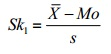 Sk₁ = (X̄ − Mo) / s